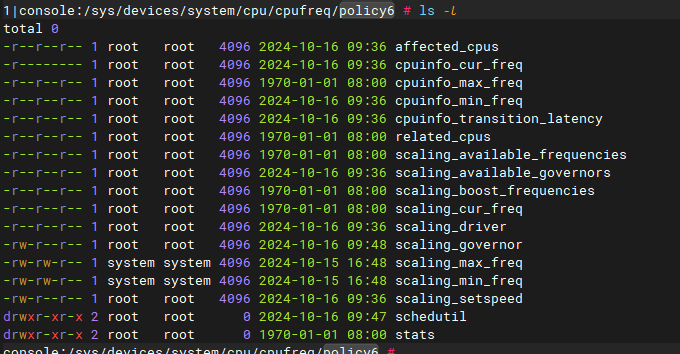 1|console:/sys/devices/system/cpu/cpufreq/policy6 # ls -l
total 0
-r--r--r-- 1 root   root   4096 2024-10-16 09:36 affected_cpus
-r-------- 1 root   root   4096 2024-10-16 09:36 cpuinfo_cur_freq
-r--r--r-- 1 root   root   4096 1970-01-01 08:00 cpuinfo_max_freq
-r--r--r-- 1 root   root   4096 2024-10-16 09:36 cpuinfo_min_freq
-r--r--r-- 1 root   root   4096 2024-10-16 09:36 cpuinfo_transition_latency
-r--r--r-- 1 root   root   4096 1970-01-01 08:00 related_cpus
-r--r--r-- 1 root   root   4096 1970-01-01 08:00 scaling_available_frequencies
-r--r--r-- 1 root   root   4096 2024-10-16 09:36 scaling_available_governors
-r--r--r-- 1 root   root   4096 1970-01-01 08:00 scaling_boost_frequencies
-r--r--r-- 1 root   root   4096 1970-01-01 08:00 scaling_cur_freq
-r--r--r-- 1 root   root   4096 2024-10-16 09:36 scaling_driver
-rw-r--r-- 1 root   root   4096 2024-10-16 09:48 scaling_governor
-rw-rw-r-- 1 system system 4096 2024-10-15 16:48 scaling_max_freq
-rw-rw-r-- 1 system system 4096 2024-10-15 16:48 scaling_min_freq
-rw-r--r-- 1 root   root   4096 2024-10-16 09:36 scaling_setspeed
drwxr-xr-x 2 root   root      0 2024-10-16 09:47 schedutil
drwxr-xr-x 2 root   root      0 1970-01-01 08:00 stats
console:/sys/devices/system/cpu/cpufreq/policy6 #